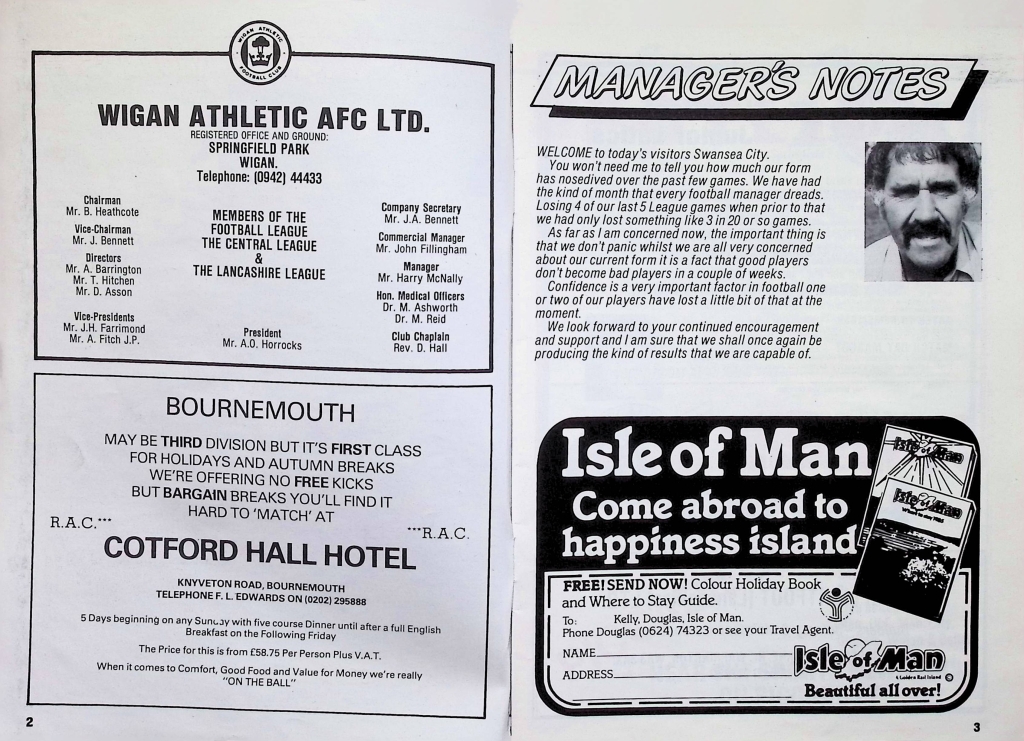 WIGAN ATHLETIC
FOOTBALL CLUB
WIGAN ATHLETIC AFC LTD.
REGISTERED OFFICE AND GROUND:
SPRINGFIELD PARK
WIGAN.
Telephone: (0942) 44433
Chairman
Mr. B. Heathcote
Vice-Chairman
Mr. J. Bennett
Directors
Mr. A. Barrington
Mr. T. Hitchen
Mr. D. Asson
Vice-Presidents
Mr. J.H. Farrimond
Mr. A. Fitch J.P.
MEMBERS OF THE
FOOTBALL LEAGUE
THE CENTRAL LEAGUE
&
THE LANCASHIRE LEAGUE
President
Mr. A.O. Horrocks
Company Secretary
Mr. J.A. Bennett
Commercial Manager
Mr. John Fillingham
Manager
Mr. Harry McNally
Hon. Medical Officers
Dr. M. Ashworth
Dr. M. Reid
Club Chaplain
Rev. D. Hall
BOURNEMOUTH
MAY BE THIRD DIVISION BUT IT'S FIRST CLASS
FOR HOLIDAYS AND AUTUMN BREAKS
WE'RE OFFERING NO FREE KICKS
BUT BARGAIN BREAKS YOU'LL FIND IT
HARD TO 'MATCH' AT
R.A.C.***
***R.A.C.
COTFORD HALL HOTEL
KNYVETON ROAD, BOURNEMOUTH
TELEPHONE F. L. EDWARDS ON (0202) 295888
5 Days beginning on any Sunday with five course Dinner until after a full English
Breakfast on the Following Friday
The Price for this is from £58.75 Per Person Plus V.A.T.
When it comes to Comfort, Good Food and Value for Money we're really
"ON THE BALL"
2
MANAGER'S NOTES
WELCOME to today's visitors Swansea City.
You won't need me to tell you how much our form
has nosedived over the past few games. We have had
the kind of month that every football manager dreads.
Losing 4 of our last 5 League games when prior to that
we had only lost something like 3 in 20 or so games.
As far as I am concerned now, the important thing is
that we don't panic whilst we are all very concerned
about our current form it is a fact that good players
don't become bad players in a couple of weeks.
Confidence is a very important factor in football one
or two of our players have lost a little bit of that at the
moment.
We look forward to your continued encouragement
and support and I am sure that we shall once again be
producing the kind of results that we are capable of.
Isle of Man
Come abroad to
happiness island
Isle of Man
Isle of Man
FREE! SEND NOW! Colour Holiday Book
and Where to Stay Guide.
To: Kelly, Douglas, Isle of Man.
Phone Douglas (0624) 74323 or see your Travel Agent.
NAME
ADDRESS
Isle of Man
Beautiful all over!
3